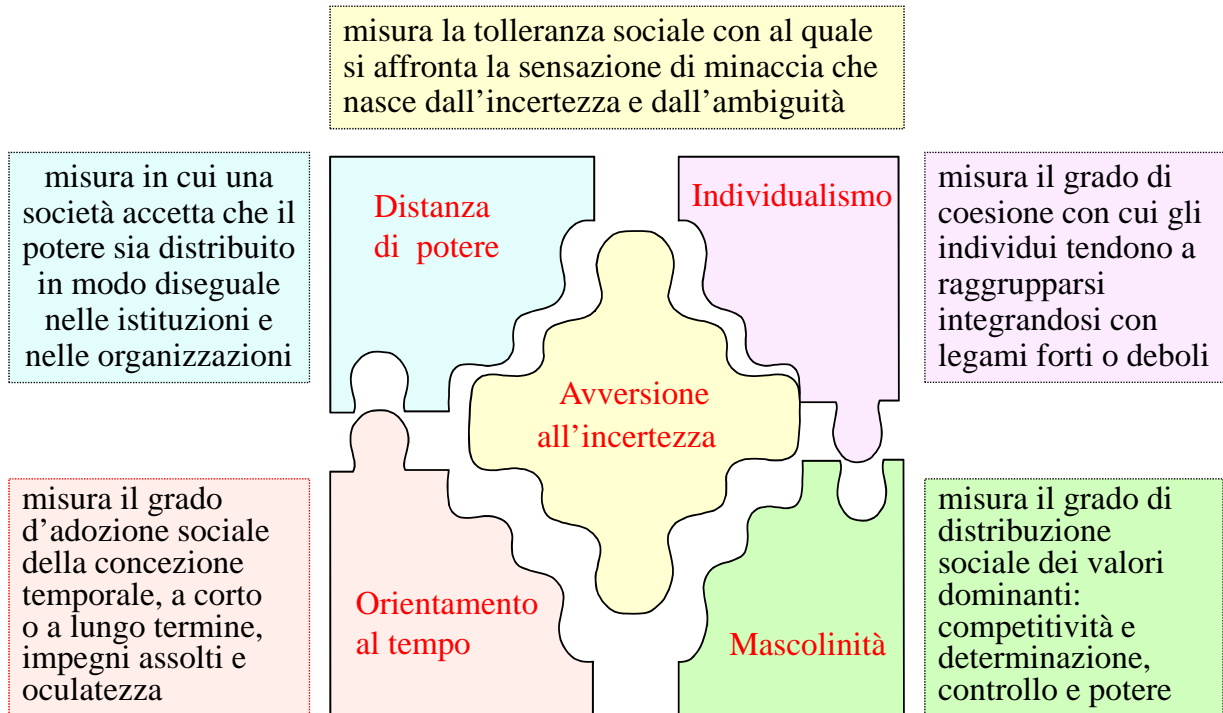 misura la tolleranza sociale con al quale
si affronta la sensazione di minaccia che
nasce dall'incertezza e dall'ambiguità
misura in cui una
società accetta che il
potere sia distribuito
in modo diseguale
nelle istituzioni e
nelle organizzazioni
Distanza
di potere
Individualismo
misura il grado di
coesione con cui gli
individui tendono a
raggrupparsi
integrandosi con
legami forti o deboli
Avversione
all'incertezza
misura il grado
d'adozione sociale
della concezione
temporale, a corto
o a lungo termine,
impegni assolti e
oculatezza
Orientamento
al tempo
Mascolinità
misura il grado di
distribuzione
sociale dei valori
dominanti:
competitività e
determinazione,
controllo e potere